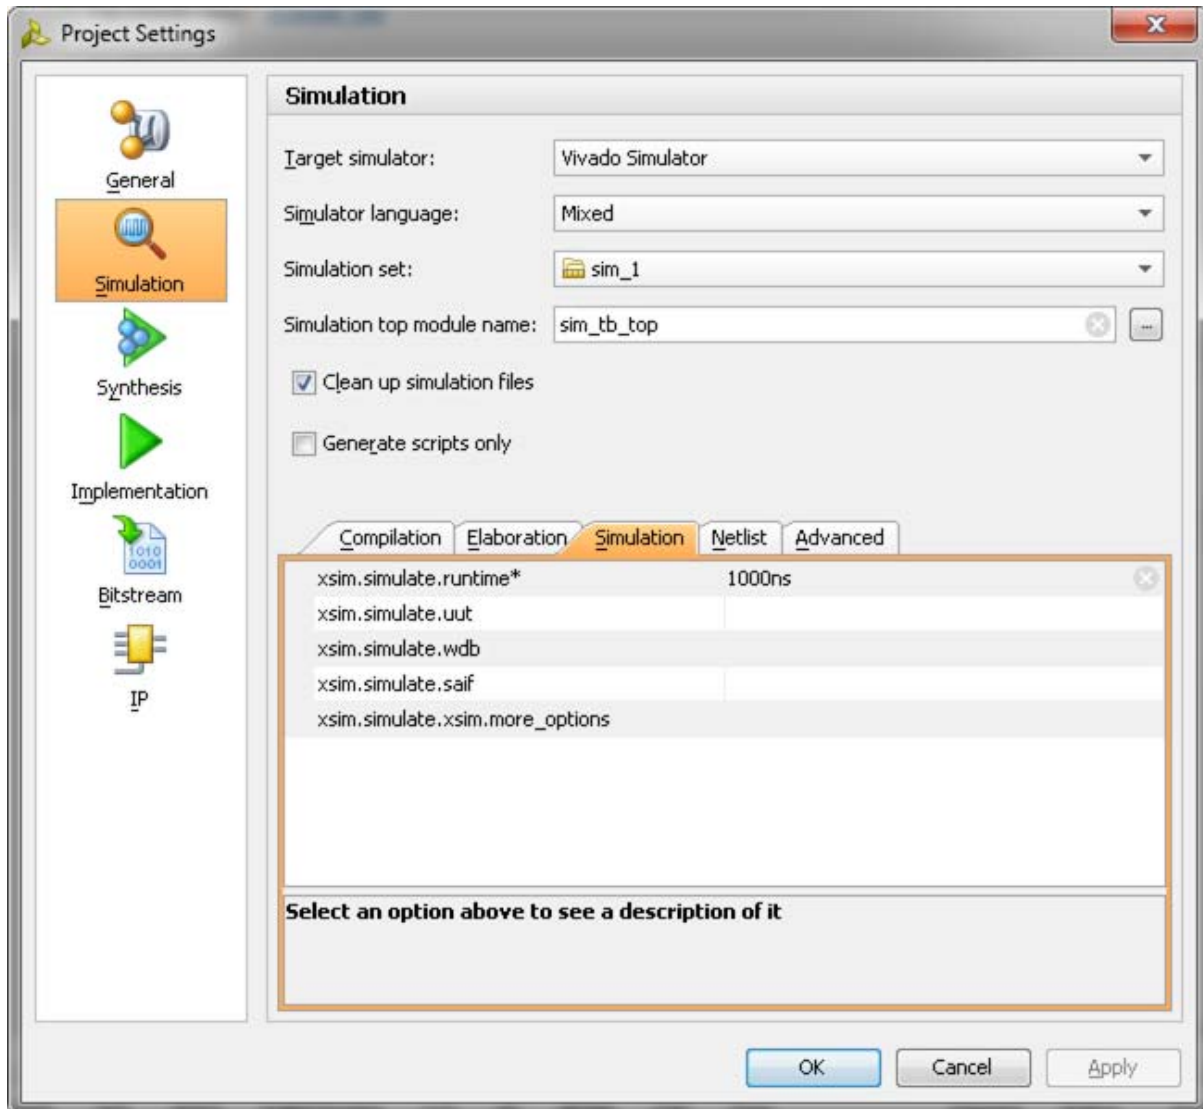 Project Settings
General
Simulation
Synthesis
Implementation
1010
0001
Bitstream
IP
Simulation
Target simulator: Vivado Simulator
Simulator language: Mixed
Simulation set: sim_1
Simulation top module name: sim_tb_top ...
Clean up simulation files
Generate scripts only
Compilation Elaboration Simulation Netlist Advanced
xsim.simulate.runtime* 1000ns
xsim.simulate.uut
xsim.simulate.wdb
xsim.simulate.saif
xsim.simulate.xsim.more_options
Select an option above to see a description of it
OK Cancel Apply